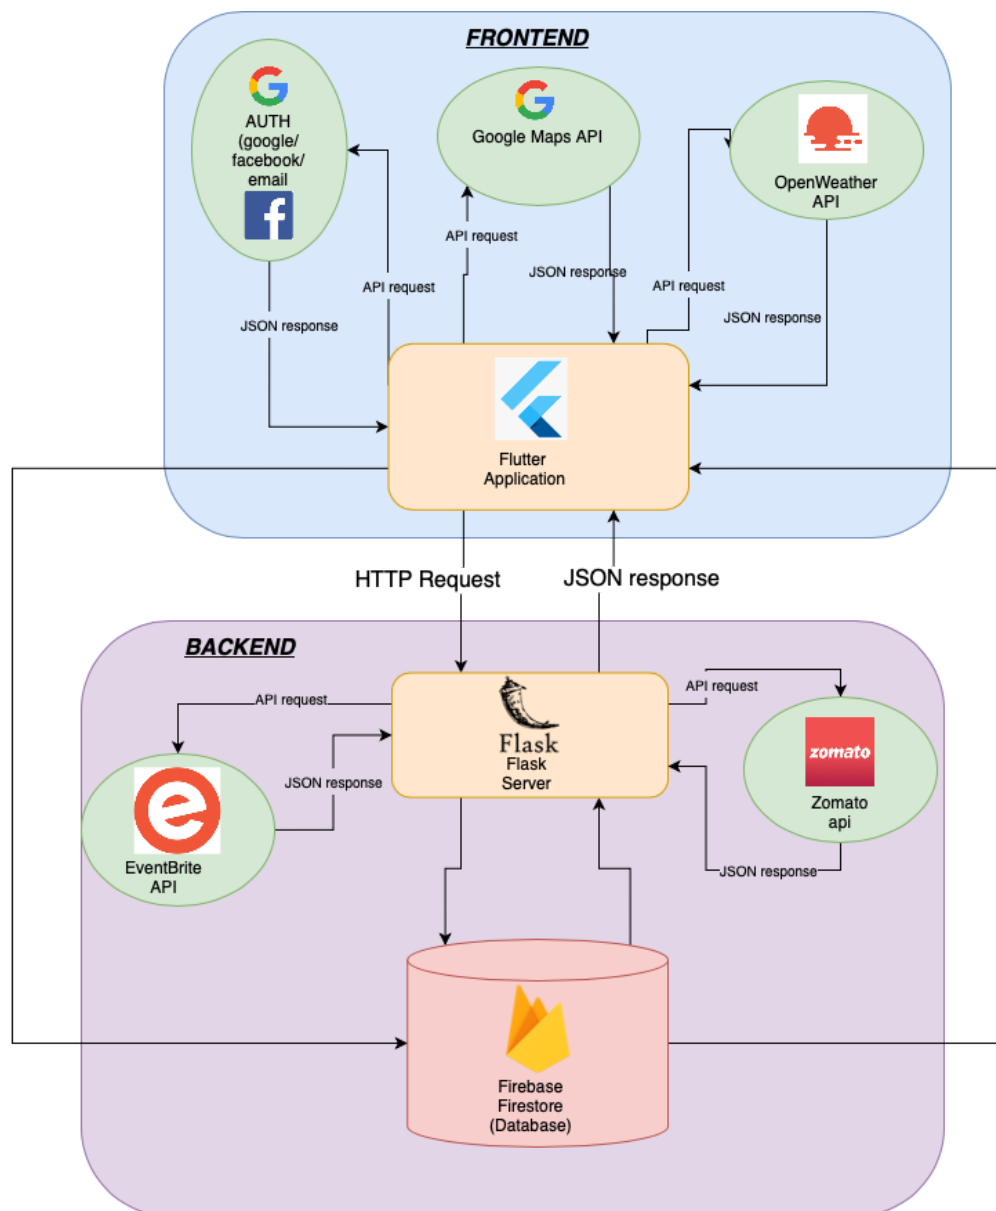 FRONTEND
AUTH
(google/
facebook/
email
f
Google Maps API
OpenWeather
API
API request
JSON response
API request
API request
JSON response
JSON response
Flutter
Application
HTTP Request
JSON response
BACKEND
API request
API request
Flask
Flask
Server
zomato
Zomato
api
JSON response
e
EventBrite
API
JSON response
Firebase
Firestore
(Database)